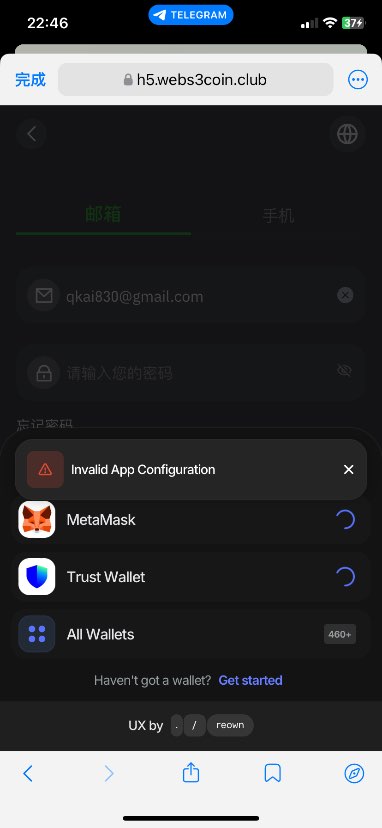 22:46
TELEGRAM
37
完成
h5.webs3coin.club
邮箱
手机
qkai830@gmail.com
请输入您的密码
忘记密码
Invalid App Configuration
MetaMask
Trust Wallet
All Wallets
460+
Haven't got a wallet? Get started
UX by . / reown